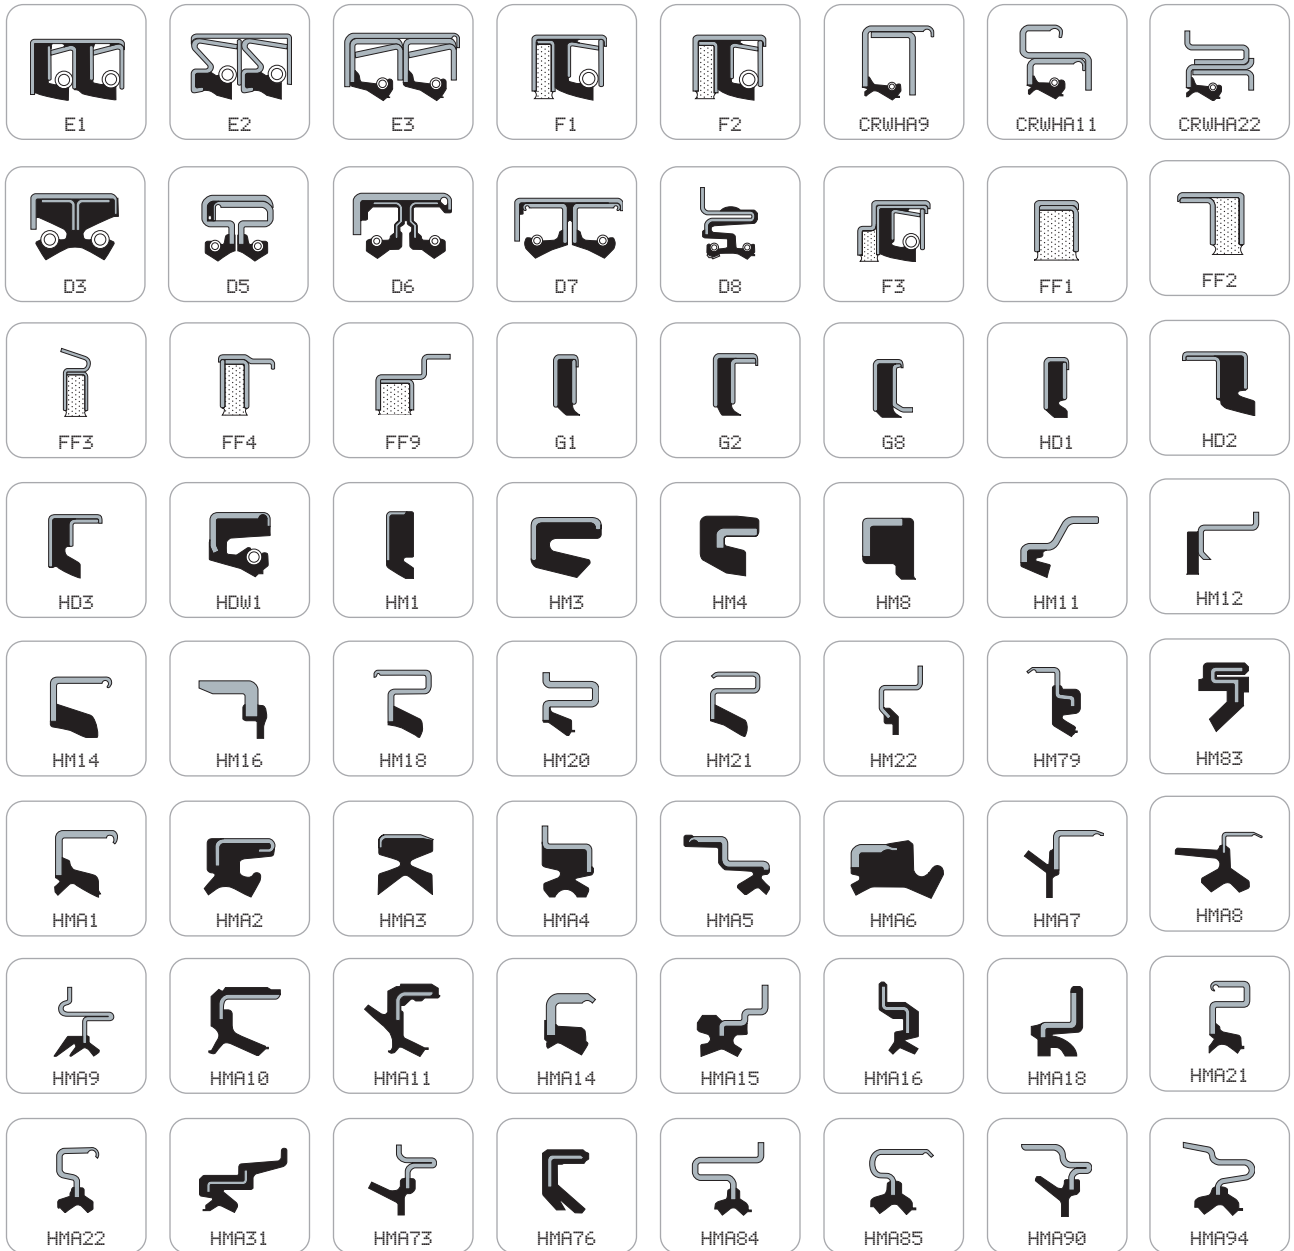 E1 E2 E3 F1 F2 CRWHA9 CRWHA11 CRWHA22
D3 D5 D6 D7 D8 F3 FF1 FF2
FF3 FF4 FF9 G1 G2 G8 HD1 HD2
HD3 HDW1 HM1 HM3 HM4 HM8 HM11 HM12
HM14 HM16 HM18 HM20 HM21 HM22 HM79 HM83
HMA1 HMA2 HMA3 HMA4 HMA5 HMA6 HMA7 HMA8
HMA9 HMA10 HMA11 HMA14 HMA15 HMA16 HMA18 HMA21
HMA22 HMA31 HMA73 HMA76 HMA84 HMA85 HMA90 HMA94